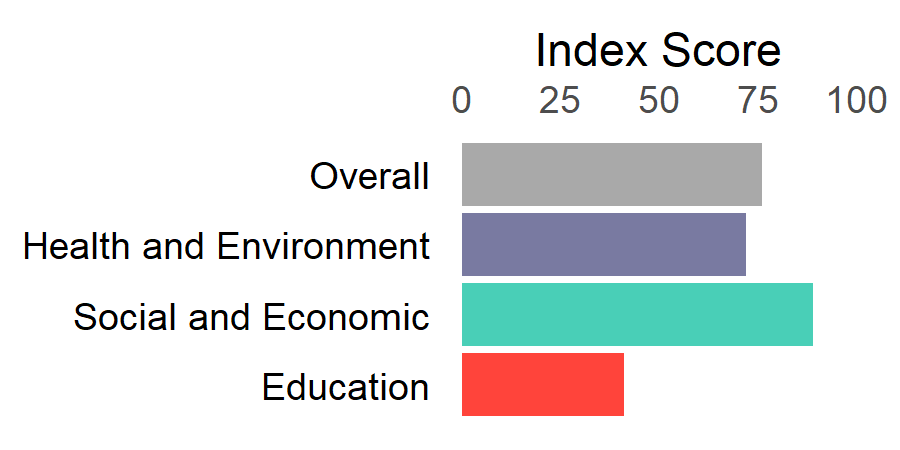 Index Score
0 25 50 75 100
Overall
Health and Environment
Social and Economic
Education